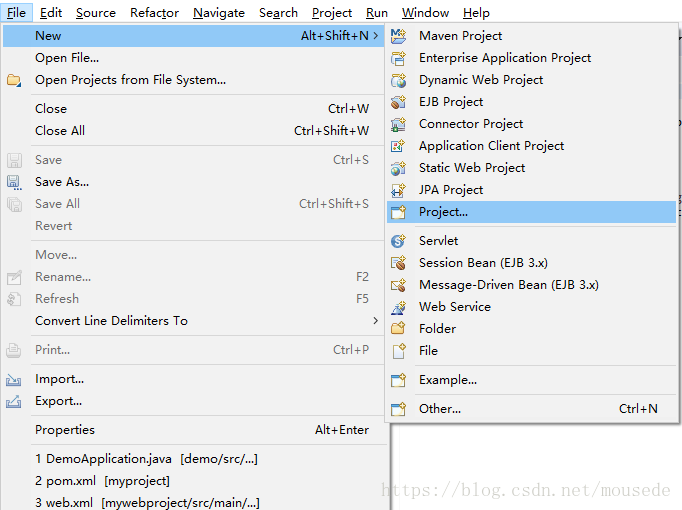 File Edit Source Refactor Navigate Search Project Run Window Help
New Alt+Shift+N >
Open File...
Open Projects from File System...
Close Ctrl+W
Close All Ctrl+Shift+W
Save Ctrl+S
Save As...
Save All Ctrl+Shift+S
Revert
Move...
Rename... F2
Refresh F5
Convert Line Delimiters To >
Print... Ctrl+P
Import...
Export...
Properties Alt+Enter
1 DemoApplication.java [demo/src/...]
2 pom.xml [myproject]
3 web.xml [mywebproject/src/main/...]
Maven Project
Enterprise Application Project
Dynamic Web Project
EJB Project
Connector Project
Application Client Project
Static Web Project
JPA Project
Project...
Servlet
Session Bean (EJB 3.x)
Message-Driven Bean (EJB 3.x)
Web Service
Folder
File
Example...
Other... Ctrl+N
https://blog.csdn.net/mousede